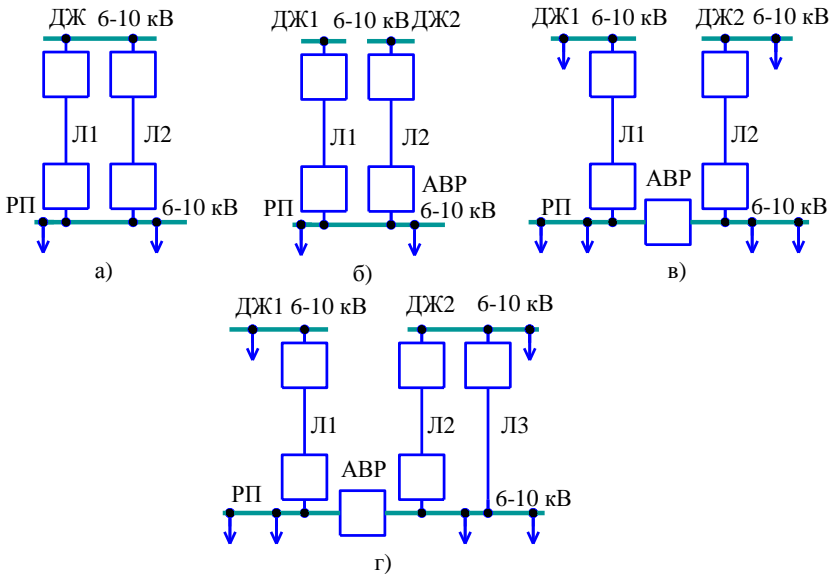 ДЖ 6-10 кВ
Л1
Л2
РП
6-10 кВ
а)
ДЖ1 6-10 кВ ДЖ2
Л1
Л2
АВР
РП
6-10 кВ
б)
ДЖ1 6-10 кВ
ДЖ2 6-10 кВ
Л1
Л2
АВР
РП
6-10 кВ
в)
ДЖ1 6-10 кВ
ДЖ2 6-10 кВ
Л1
Л2
Л3
АВР
РП
6-10 кВ
г)